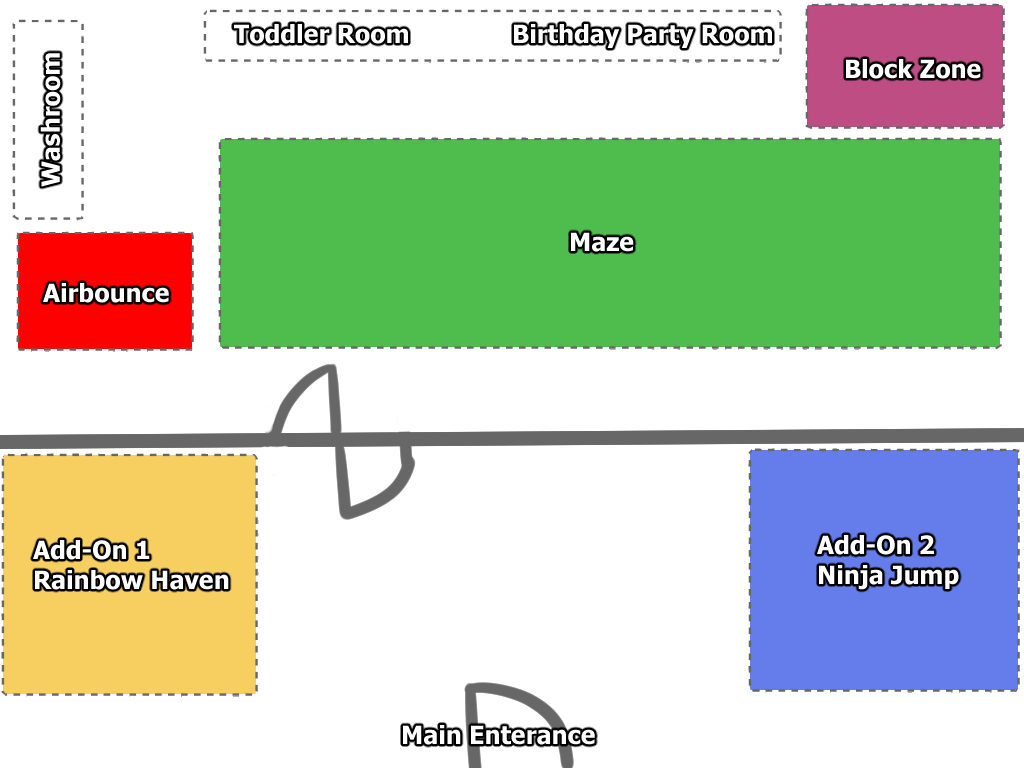 Toddler Room
Birthday Party Room
Block Zone
Washroom
Maze
Airbounce
Add-On 1
Rainbow Haven
Add-On 2
Ninja Jump
Main Enterance